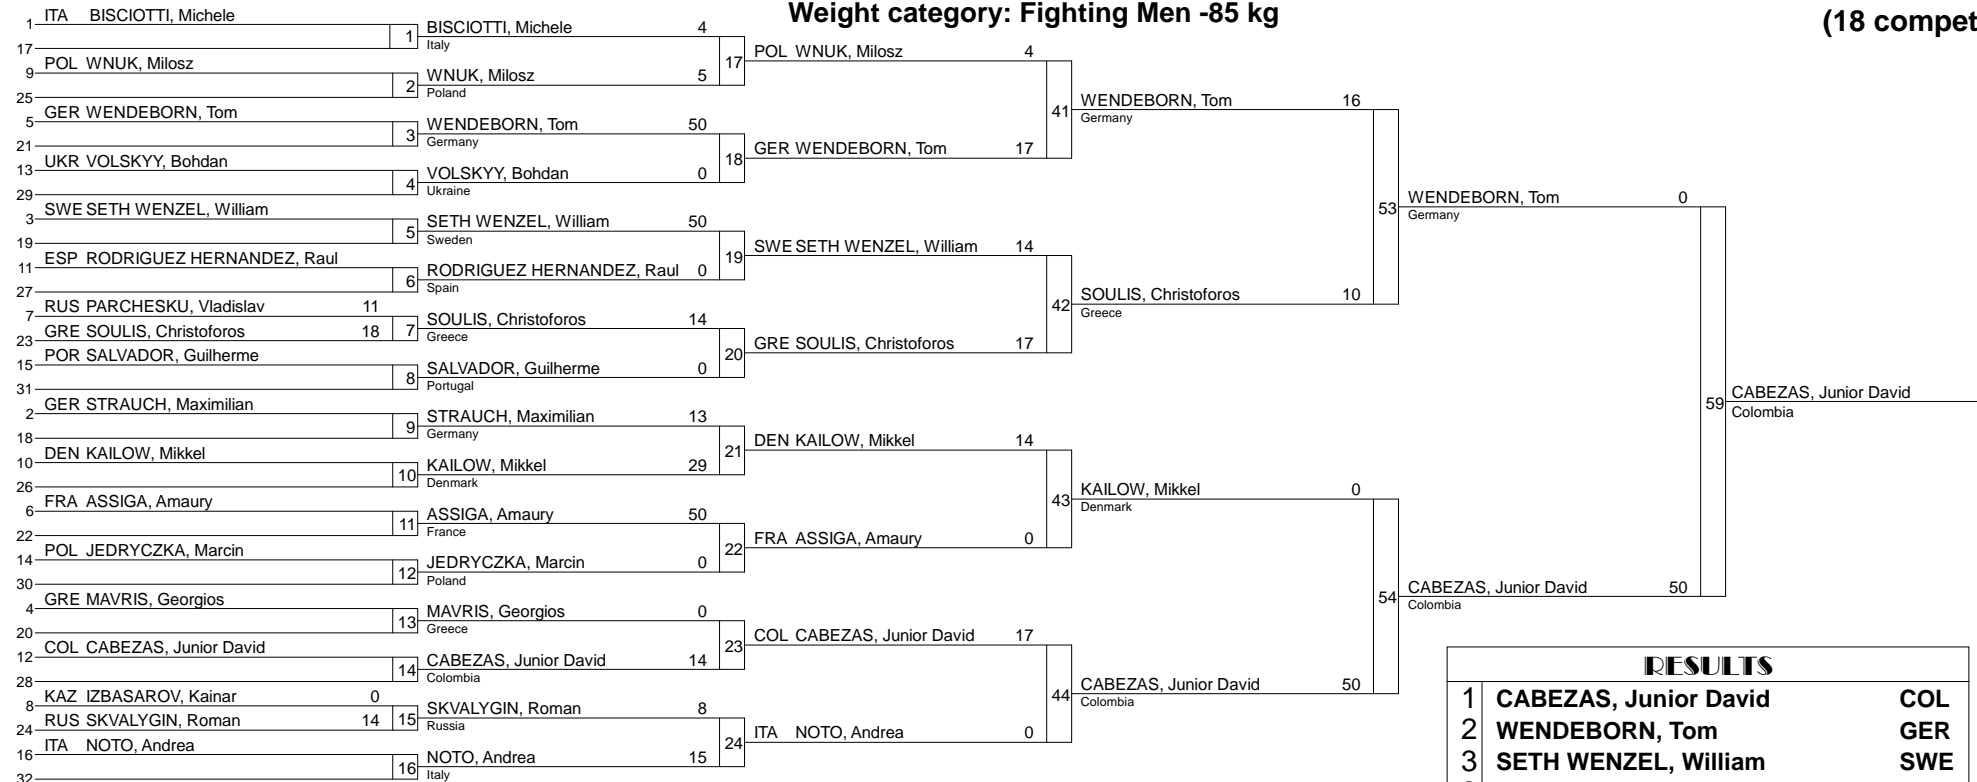 Weight category: Fighting Men -85 kg
(18 compet
1 ITA BISCIOTTI, Michele
17
1
9 POL WNUK, Milosz
25
2
5 GER WENDEBORN, Tom
21
3
13 UKR VOLSKYY, Bohdan
29
4
3 SWE SETH WENZEL, William
19
5
11 ESP RODRIGUEZ HERNANDEZ, Raul
27
6
7 RUS PARCHESKU, Vladislav 11
23 GRE SOULIS, Christoforos 18
7
15 POR SALVADOR, Guilherme
31
8
2 GER STRAUCH, Maximilian
18
9
10 DEN KAILOW, Mikkel
26
10
6 FRA ASSIGA, Amaury
22
11
14 POL JEDRYCZKA, Marcin
30
12
4 GRE MAVRIS, Georgios
20
13
12 COL CABEZAS, Junior David
28
14
8 KAZ IZBASAROV, Kainar 0
24 RUS SKVALYGIN, Roman 14
15
16 ITA NOTO, Andrea
32
16
BISCIOTTI, Michele 4
Italy
17
WNUK, Milosz 5
Poland
WENDEBORN, Tom 50
Germany
18
VOLSKYY, Bohdan 0
Ukraine
SETH WENZEL, William 50
Sweden
19
RODRIGUEZ HERNANDEZ, Raul 0
Spain
SOULIS, Christoforos 14
Greece
20
SALVADOR, Guilherme 0
Portugal
STRAUCH, Maximilian 13
Germany
21
KAILOW, Mikkel 29
Denmark
ASSIGA, Amaury 50
France
22
JEDRYCZKA, Marcin 0
Poland
MAVRIS, Georgios 0
Greece
23
CABEZAS, Junior David 14
Colombia
SKVALYGIN, Roman 8
Russia
24
NOTO, Andrea 15
Italy
POL WNUK, Milosz 4
41
GER WENDEBORN, Tom 17
SWE SETH WENZEL, William 14
42
GRE SOULIS, Christoforos 17
DEN KAILOW, Mikkel 14
43
FRA ASSIGA, Amaury 0
COL CABEZAS, Junior David 17
44
ITA NOTO, Andrea 0
WENDEBORN, Tom 16
Germany
53
SOULIS, Christoforos 10
Greece
KAILOW, Mikkel 0
Denmark
54
CABEZAS, Junior David 50
Colombia
WENDEBORN, Tom 0
Germany
59
CABEZAS, Junior David 50
Colombia
CABEZAS, Junior David
Colombia
RESULTS
1 CABEZAS, Junior David COL
2 WENDEBORN, Tom GER
3 SETH WENZEL, William SWE